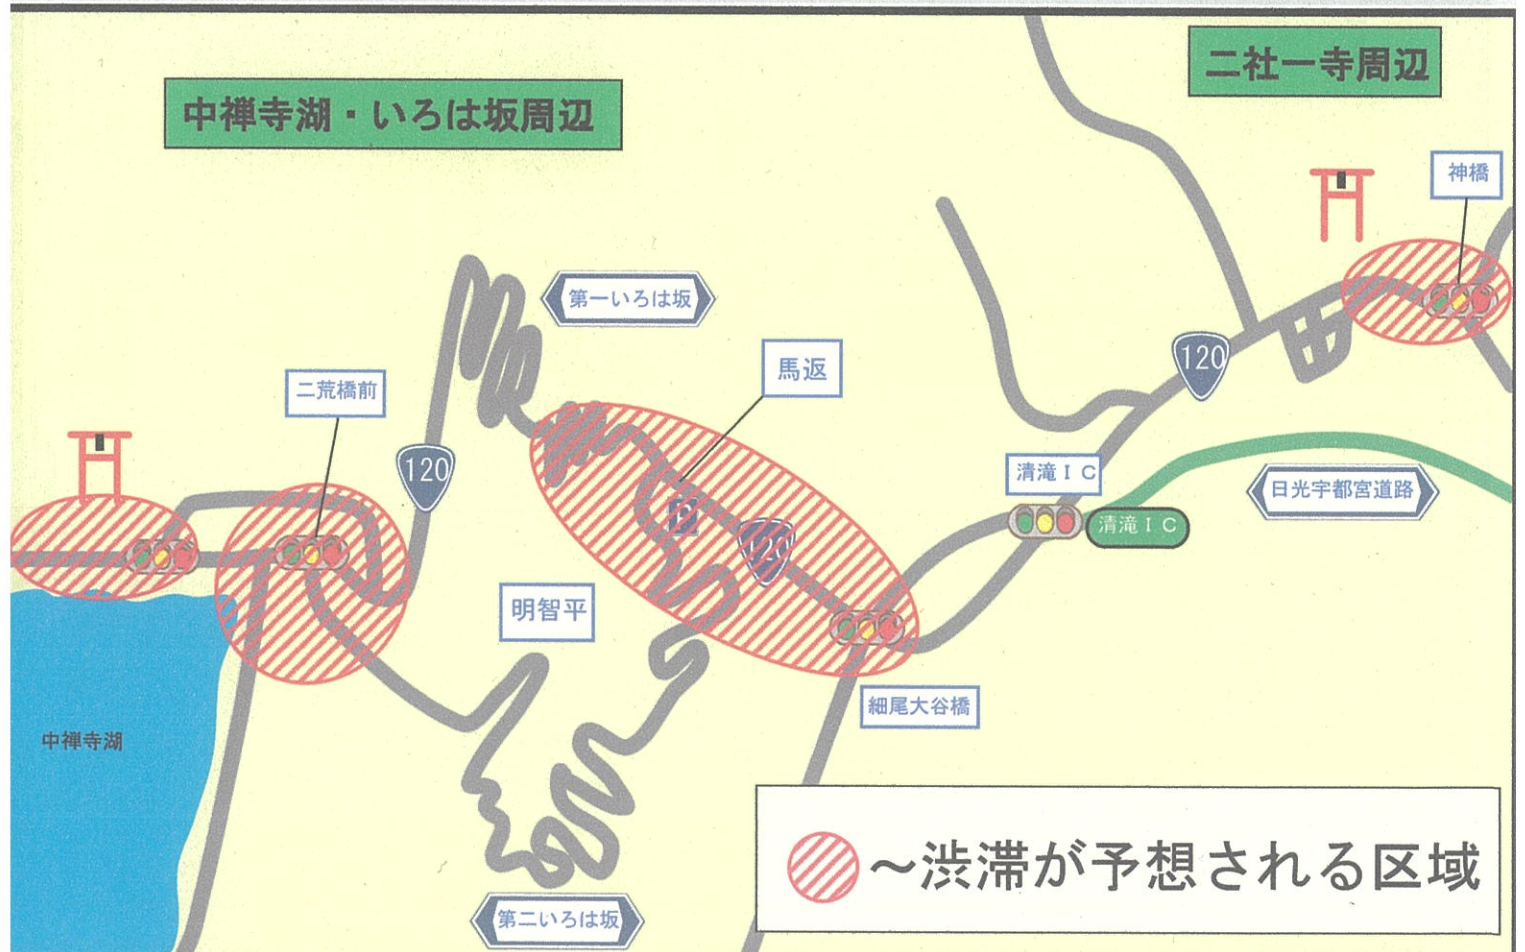 中禅寺湖・いろは坂周辺
二社一寺周辺
神橋
第一いろは坂
馬返
二荒橋前
120
120
清滝ＩＣ
日光宇都宮道路
清滝ＩＣ
P
120
明智平
細尾大谷橋
中禅寺湖
～渋滞が予想される区域
第二いろは坂